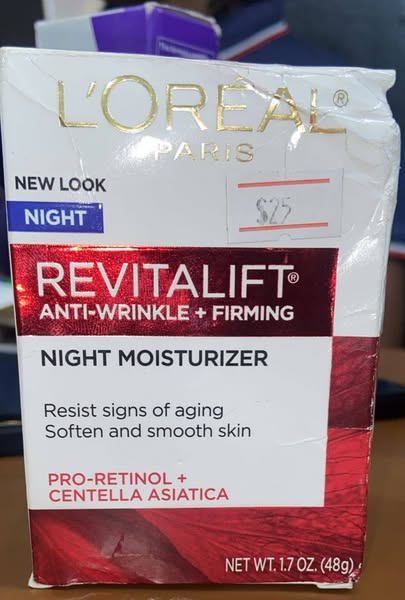 L'ORÉAL®
PARIS
NEW LOOK
NIGHT
$25
REVITALIFT®
ANTI-WRINKLE + FIRMING
NIGHT MOISTURIZER
Resist signs of aging
Soften and smooth skin
PRO-RETINOL +
CENTELLA ASIATICA
NET WT. 1.7 OZ. (48g)